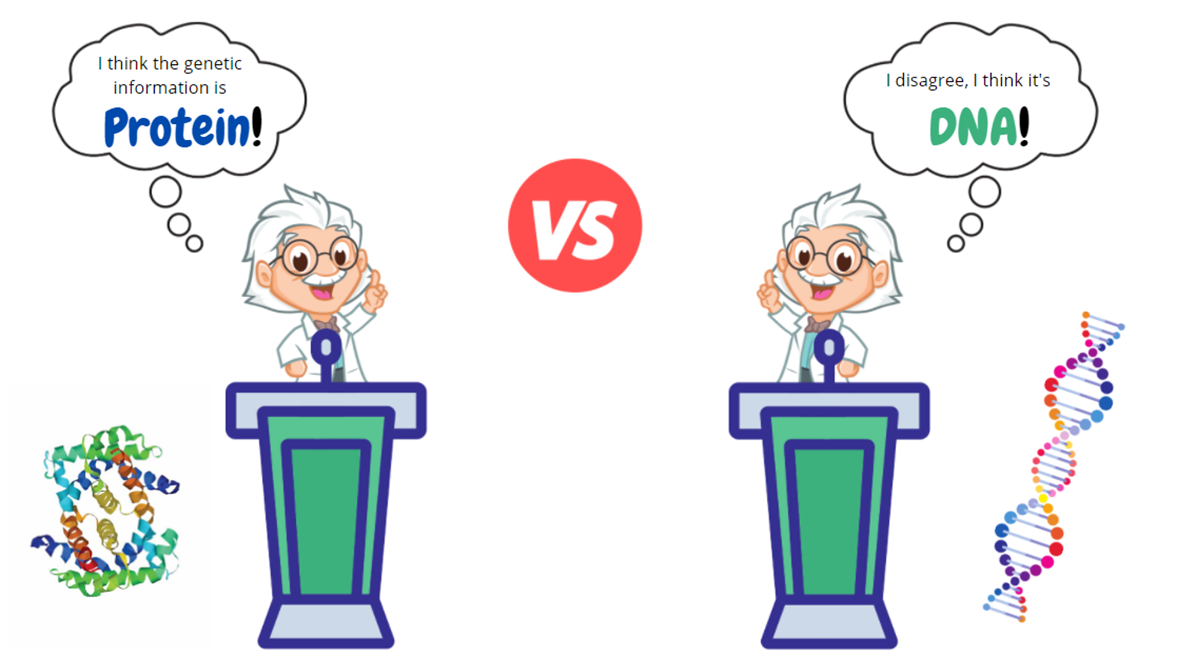 I think the genetic
information is
Protein!
VS
I disagree, I think it's
DNA!